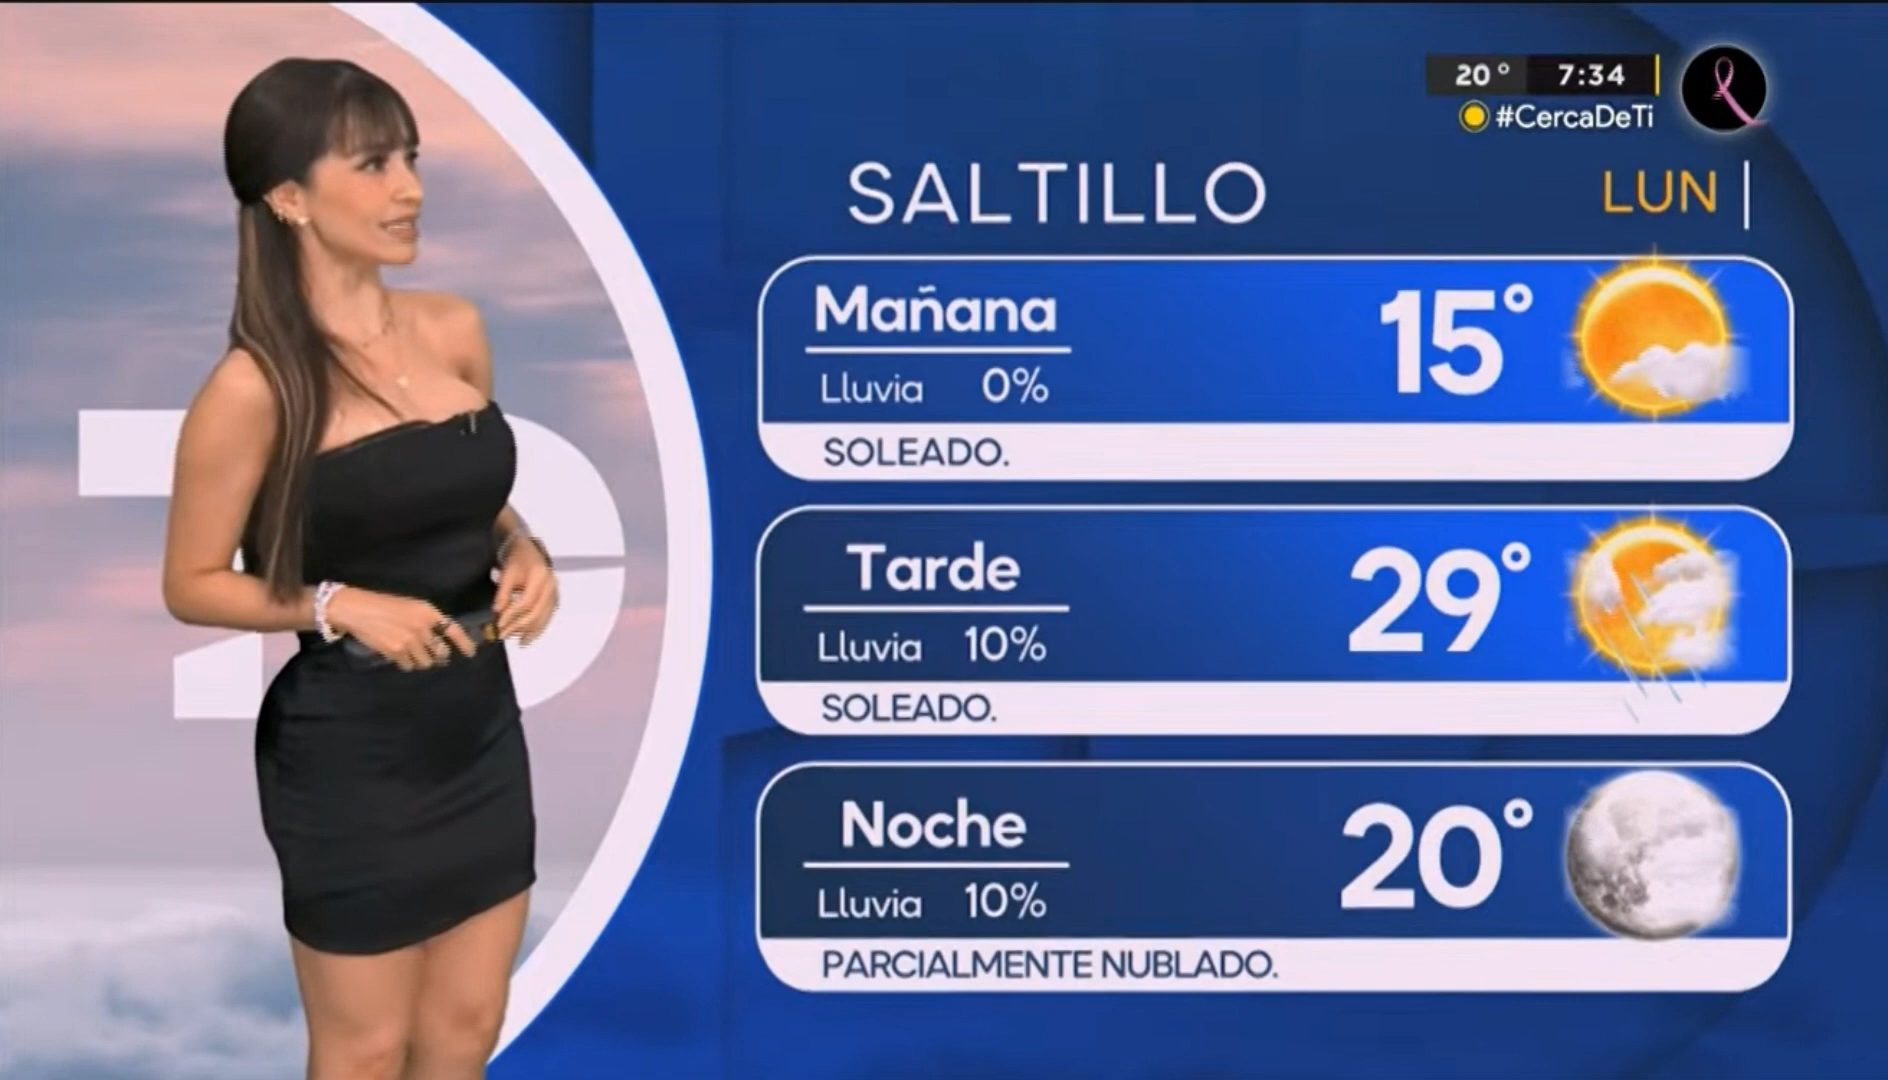 20° 7:34
#CercaDeTi
SALTILLO LUN
Mañana 15°
Lluvia 0%
SOLEADO.
Tarde 29°
Lluvia 10%
SOLEADO.
Noche 20°
Lluvia 10%
PARCIALMENTE NUBLADO.